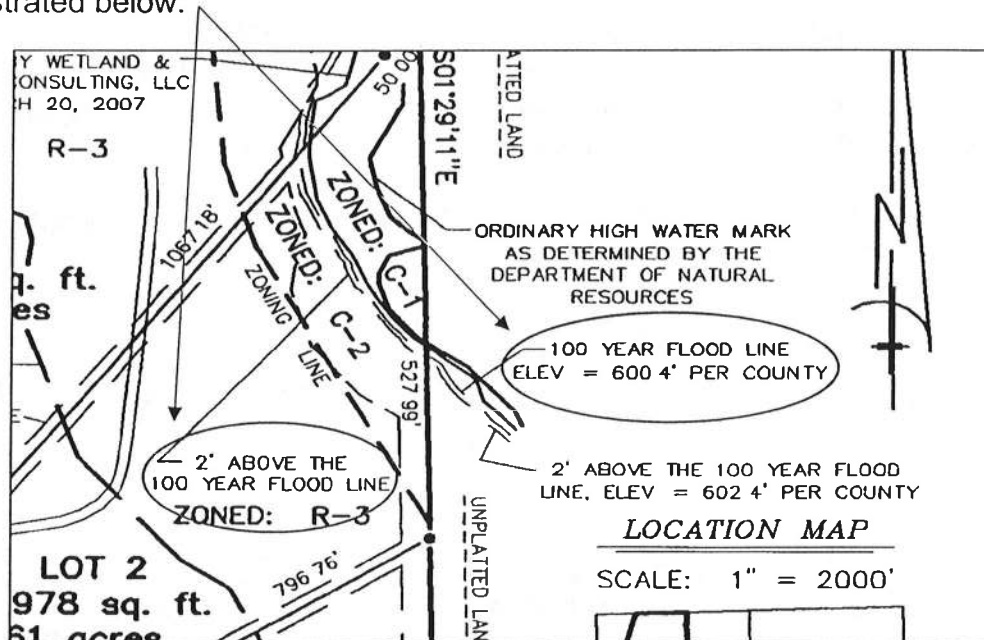 strated below.
Y WETLAND &
ONSULTING, LLC
H 20, 2007
R-3
50 00
S01°29'11"E
ATTED LAND
ZONED: C-1
ZONED: C-2
ZONING LINE
1067 18'
ORDINARY HIGH WATER MARK
AS DETERMINED BY THE
DEPARTMENT OF NATURAL
RESOURCES
q. ft.
es
100 YEAR FLOOD LINE
ELEV = 600 4' PER COUNTY
527 99'
E
2' ABOVE THE
100 YEAR FLOOD LINE
ZONED: R-3
2' ABOVE THE 100 YEAR FLOOD
LINE, ELEV = 602 4' PER COUNTY
UNPLATTED LAN
LOCATION MAP
SCALE: 1" = 2000'
N
LOT 2
978 sq. ft.
61 acres
796 76'